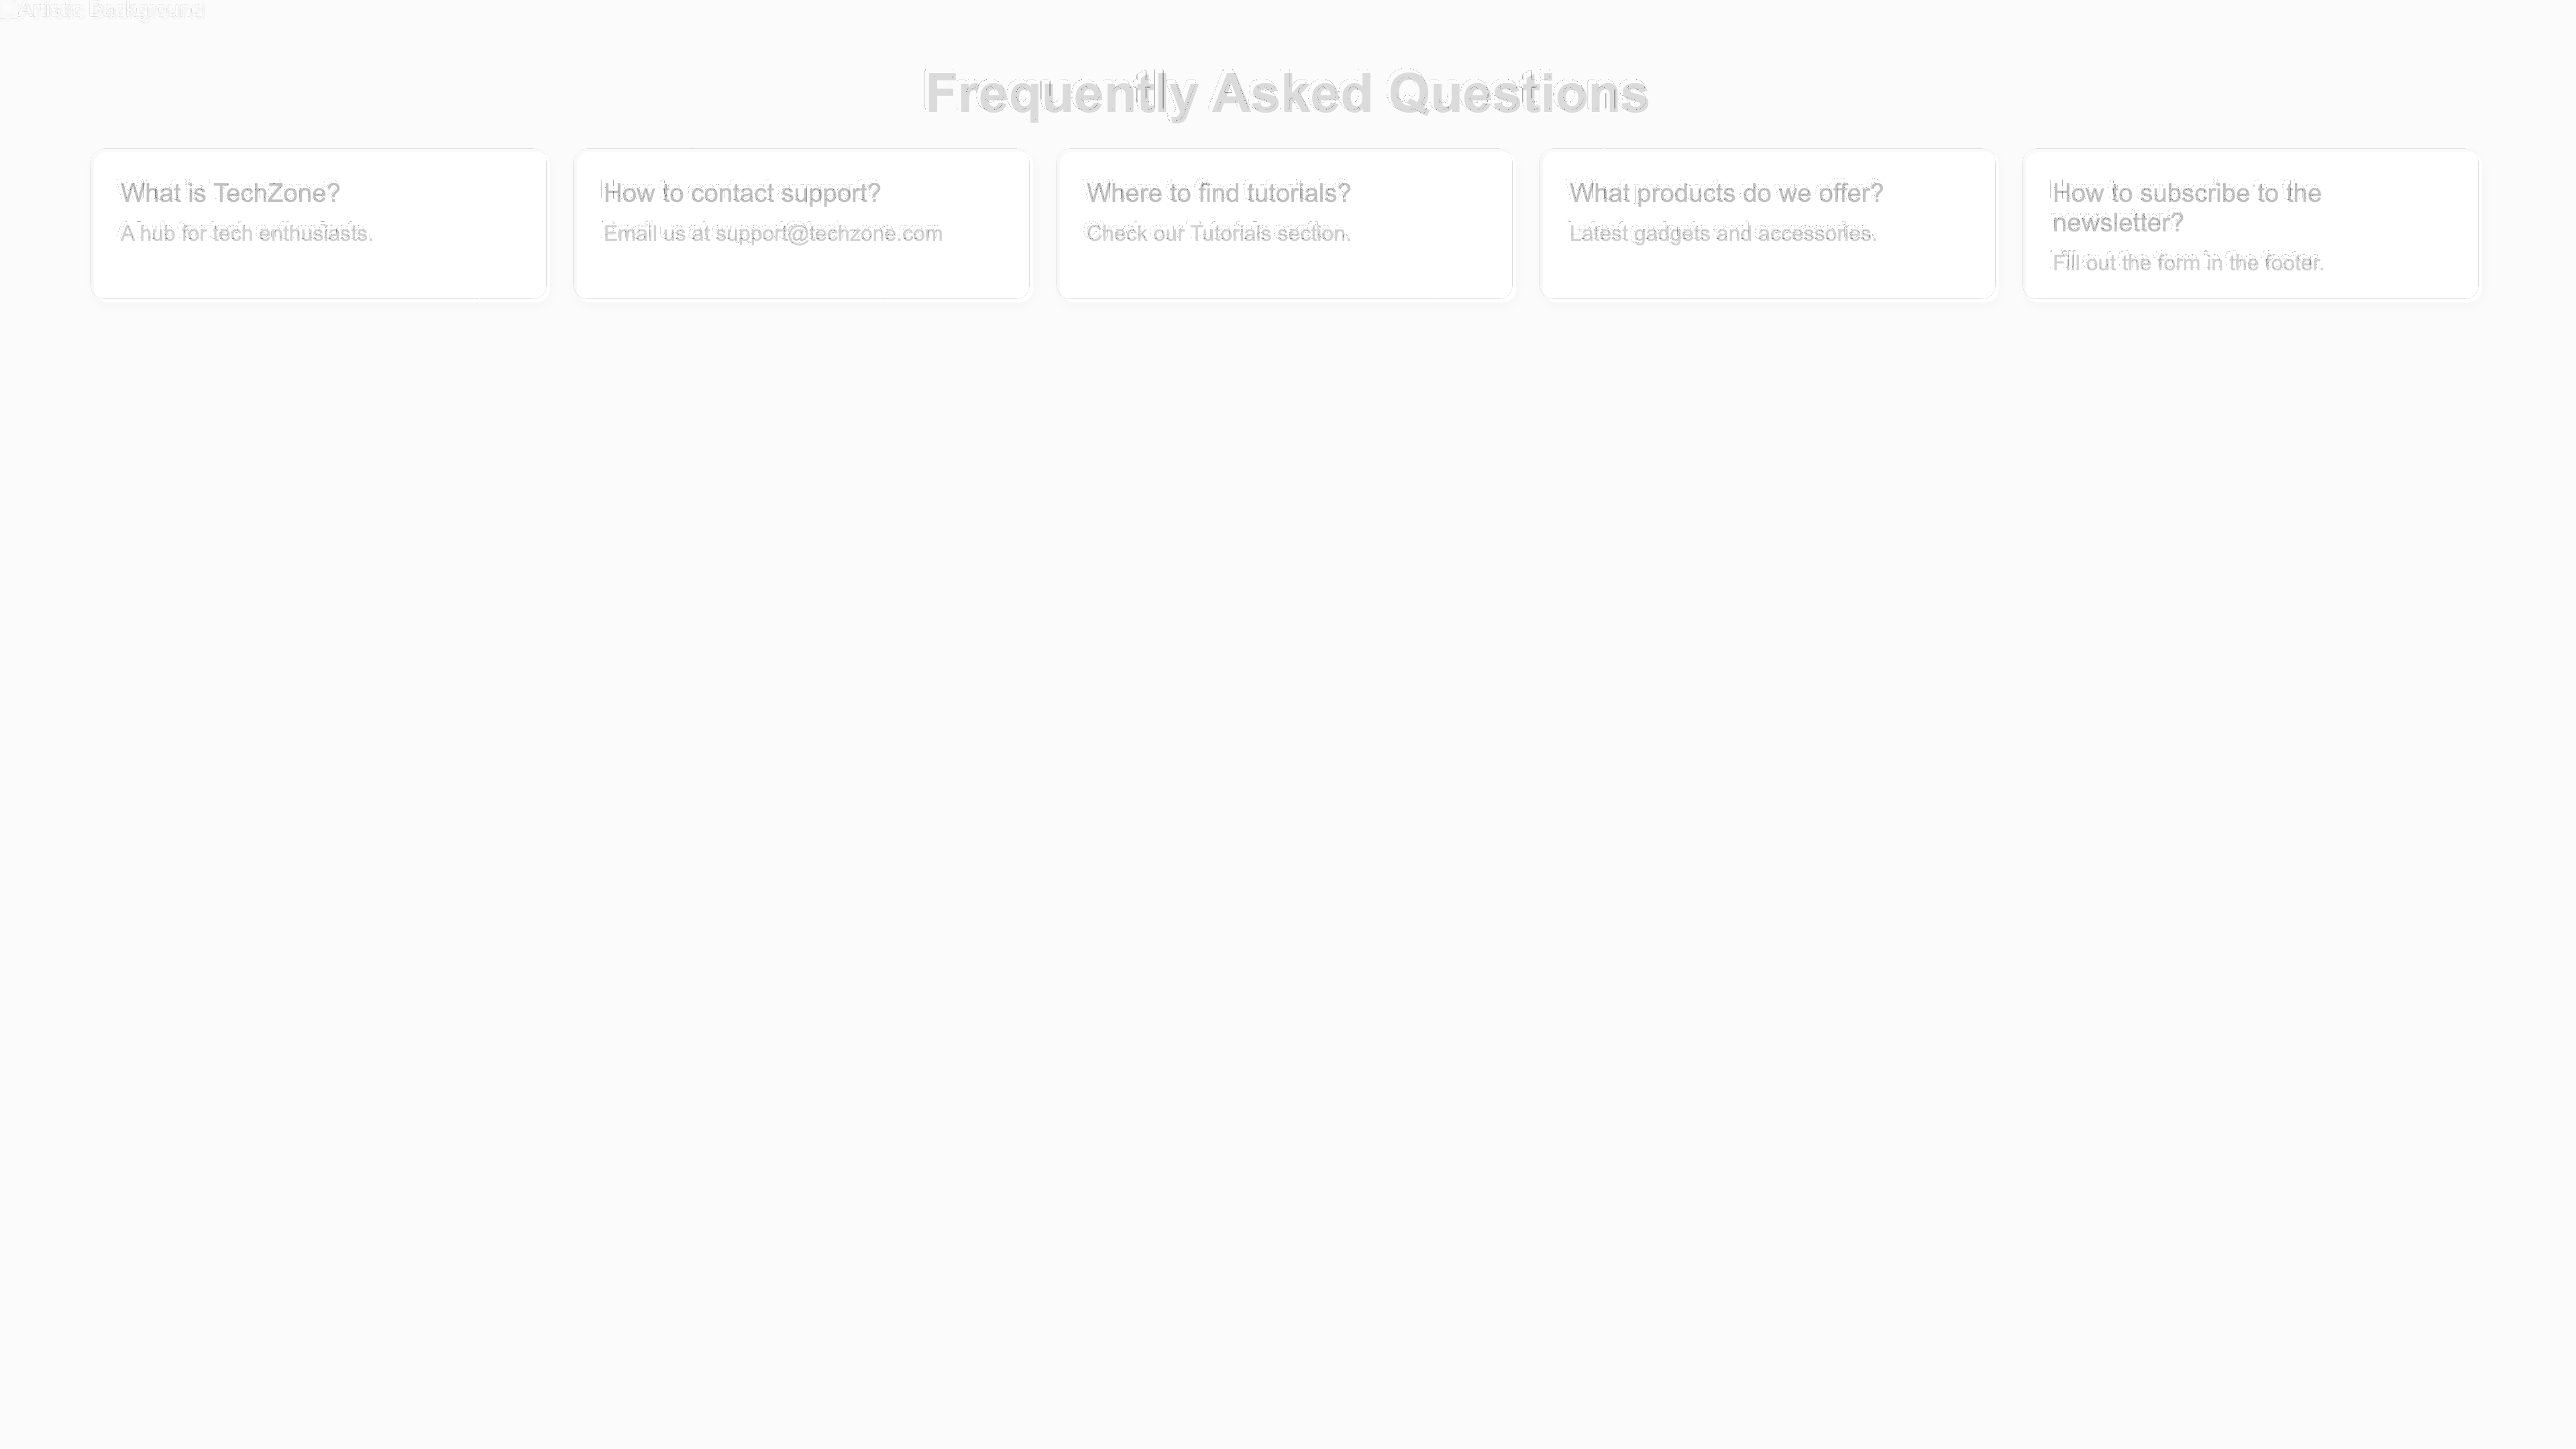 Artistic Background
Frequently Asked Questions
What is TechZone?
A hub for tech enthusiasts.
How to contact support?
Email us at support@techzone.com
Where to find tutorials?
Check our Tutorials section.
What products do we offer?
Latest gadgets and accessories.
How to subscribe to the
newsletter?
Fill out the form in the footer.